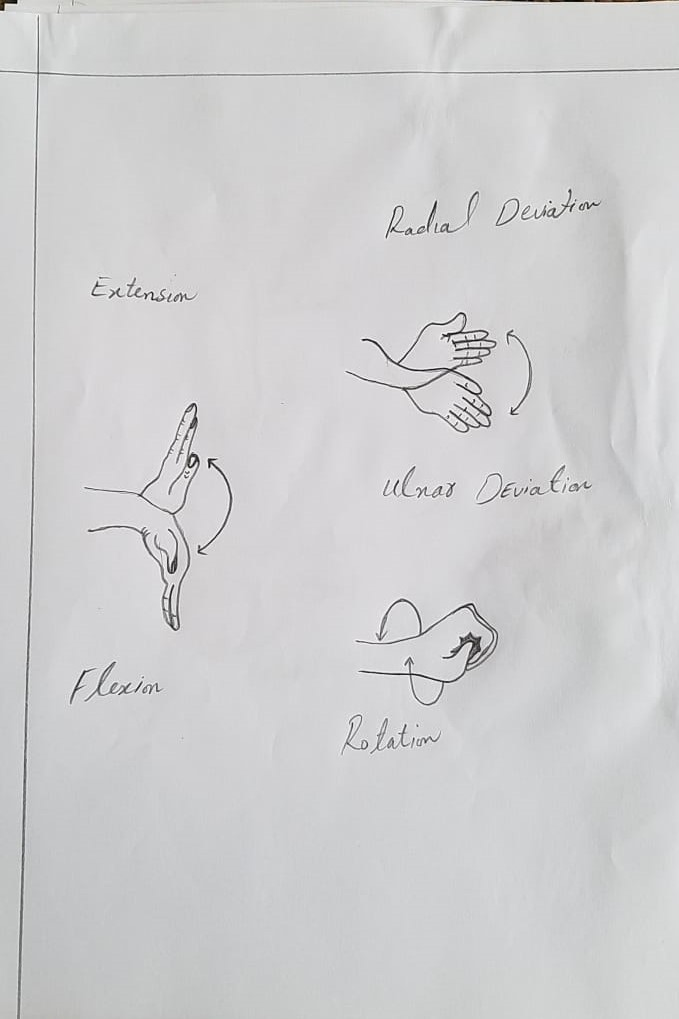 Radial Deviation
Extension
Ulnar DEviation
Flexion
Rotation